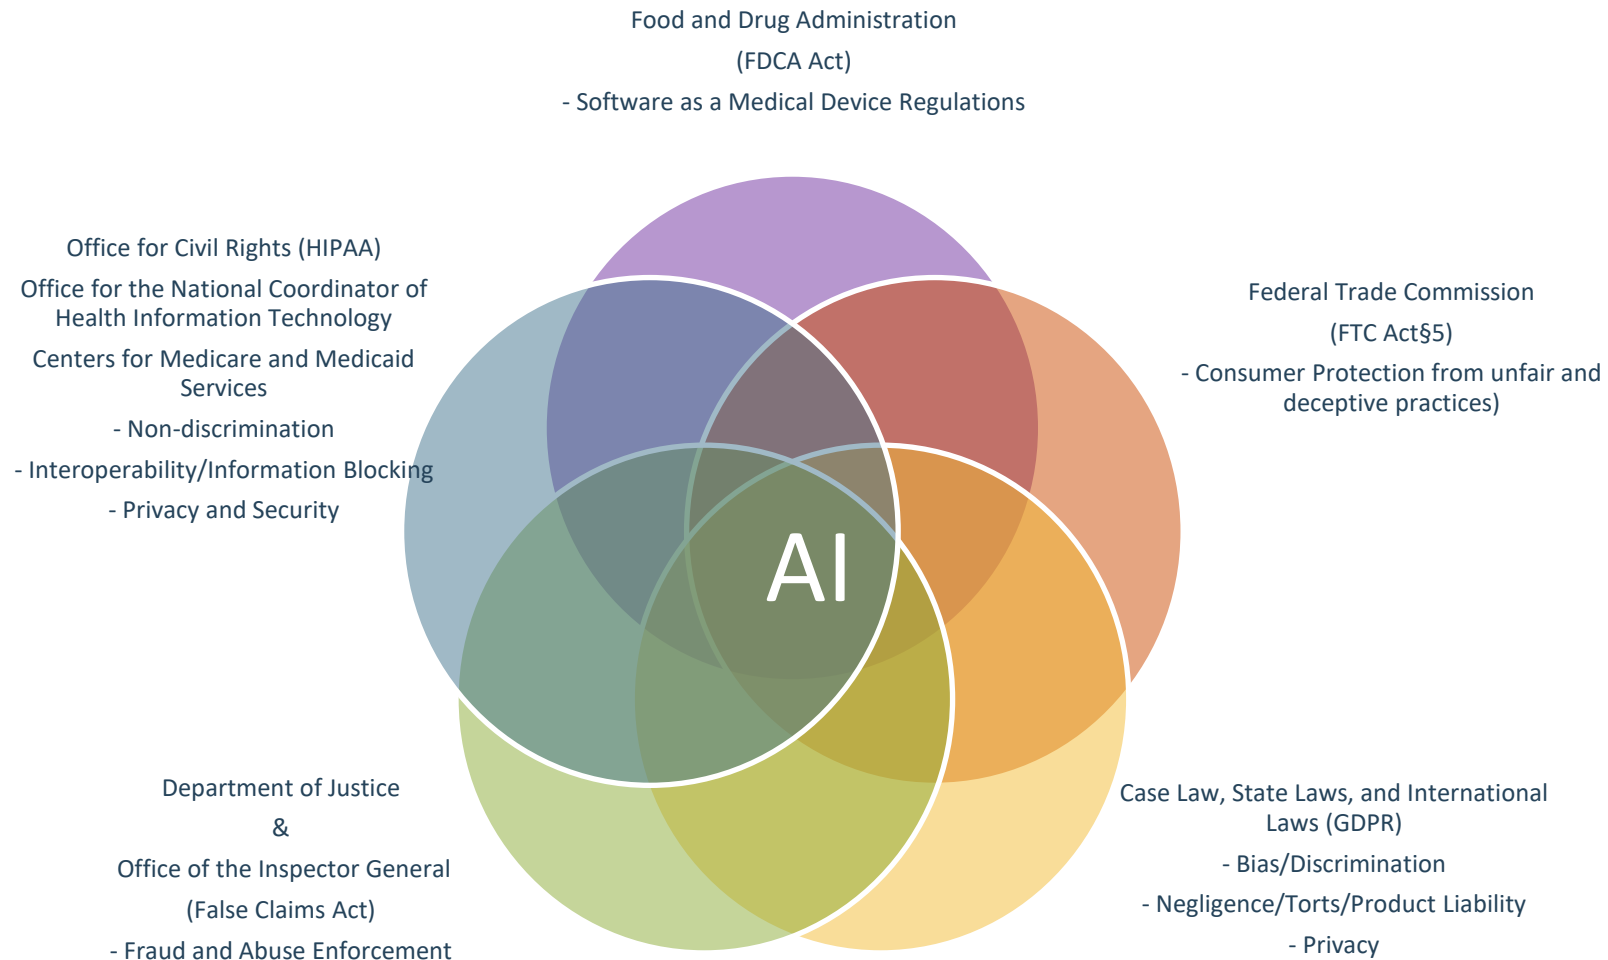 Food and Drug Administration
(FDCA Act)
- Software as a Medical Device Regulations
Office for Civil Rights (HIPAA)
Office for the National Coordinator of
Health Information Technology
Centers for Medicare and Medicaid
Services
- Non-discrimination
- Interoperability/Information Blocking
- Privacy and Security
Federal Trade Commission
(FTC Act§5)
- Consumer Protection from unfair and
deceptive practices)
AI
Department of Justice
&
Office of the Inspector General
(False Claims Act)
- Fraud and Abuse Enforcement
Case Law, State Laws, and International
Laws (GDPR)
- Bias/Discrimination
- Negligence/Torts/Product Liability
- Privacy